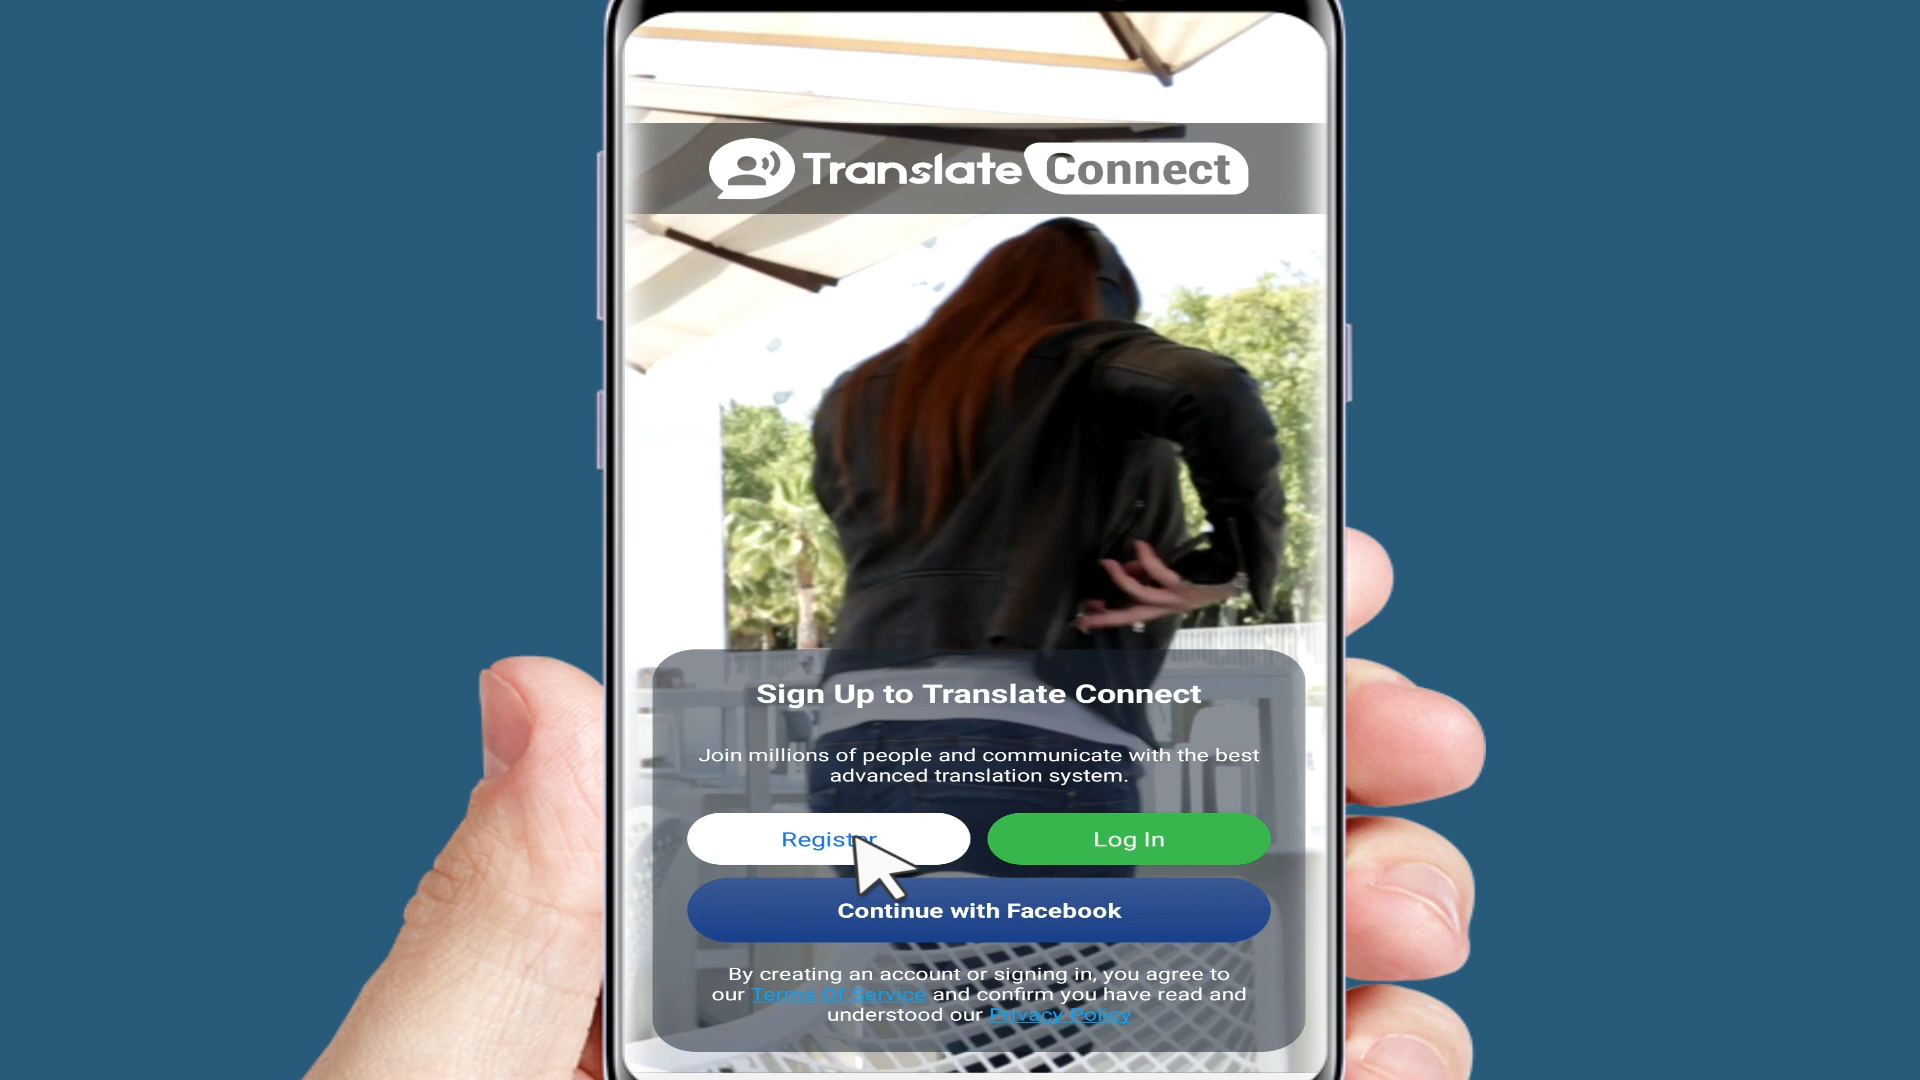 Translate Connect
Sign Up to Translate Connect
Join millions of people and communicate with the best
advanced translation system.
Register Log In
Continue with Facebook
By creating an account or signing in, you agree to
our Terms Of Service and confirm you have read and
understood our Privacy Policy